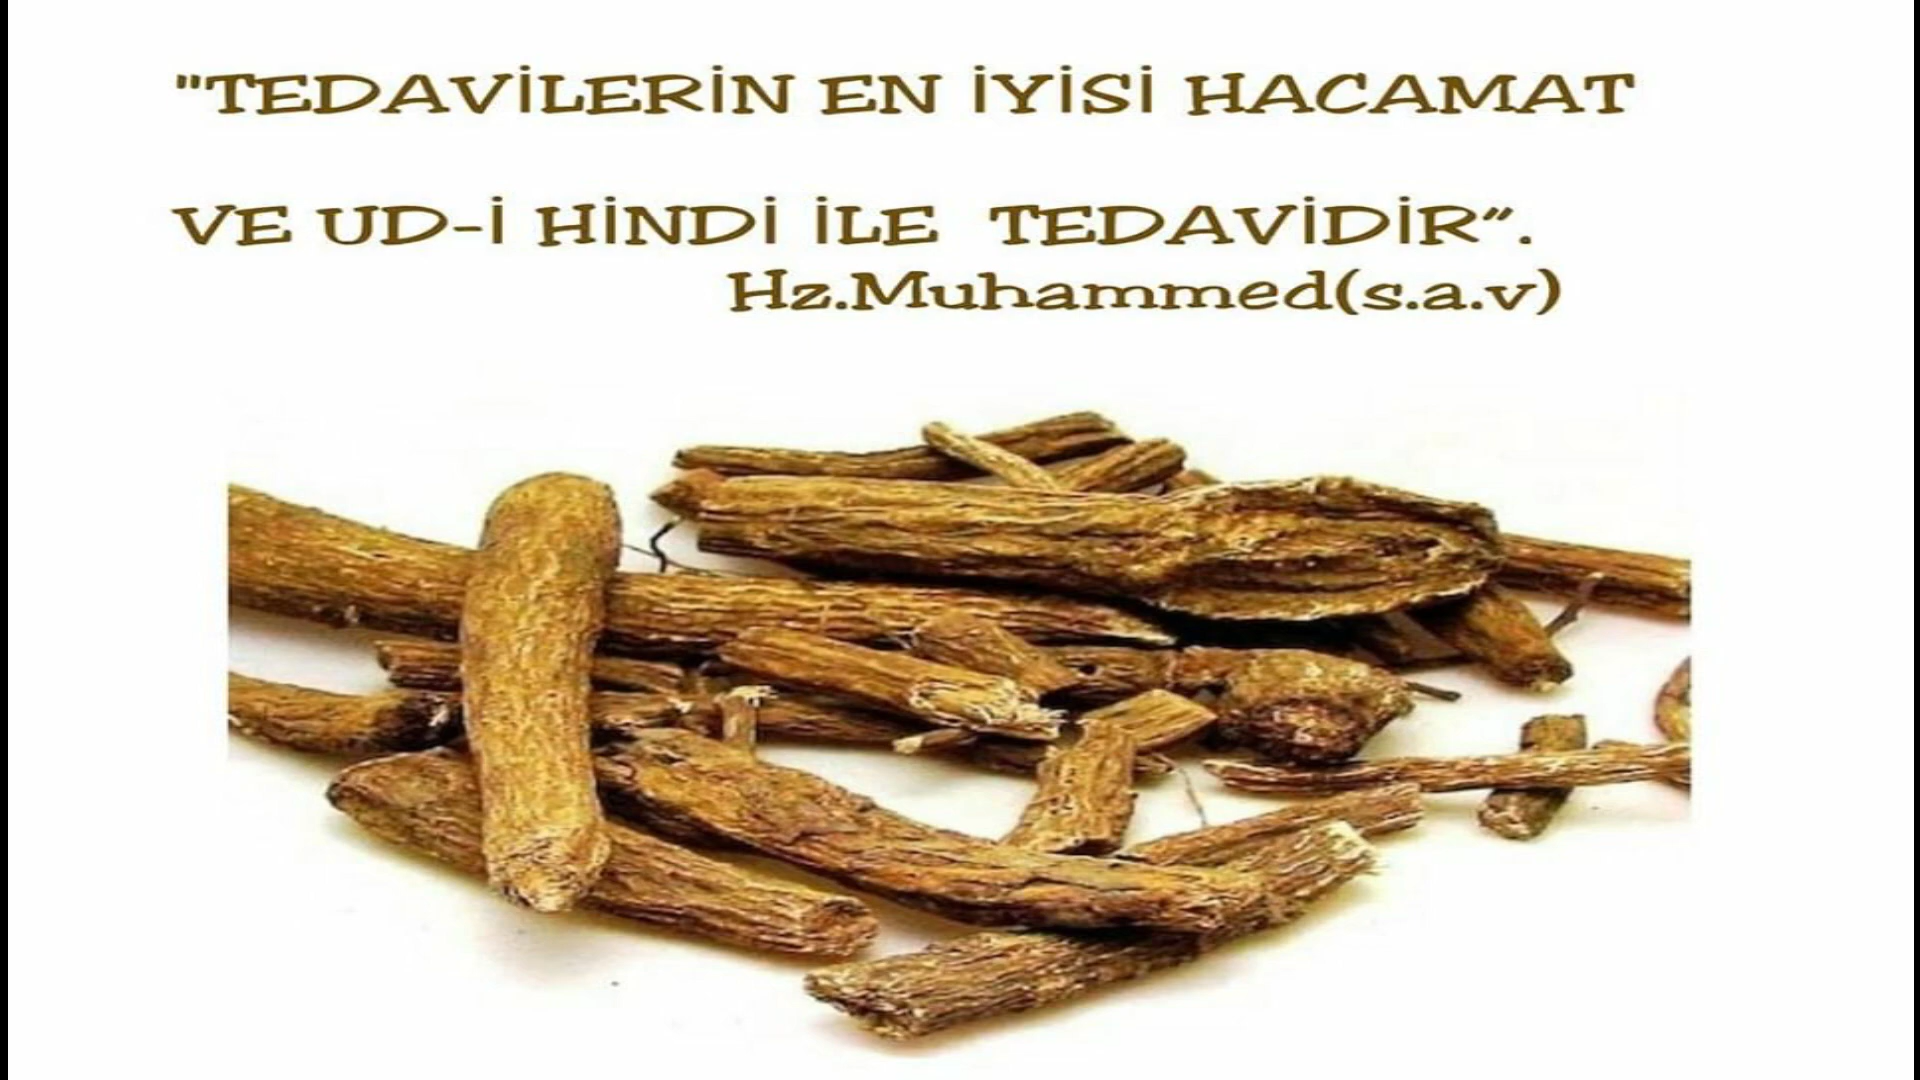 "TEDAVİLERİN EN İYİSİ HACAMAT
VE UD-İ HİNDİ İLE TEDAVİDİR”.
Hz.Muhammed(s.a.v)